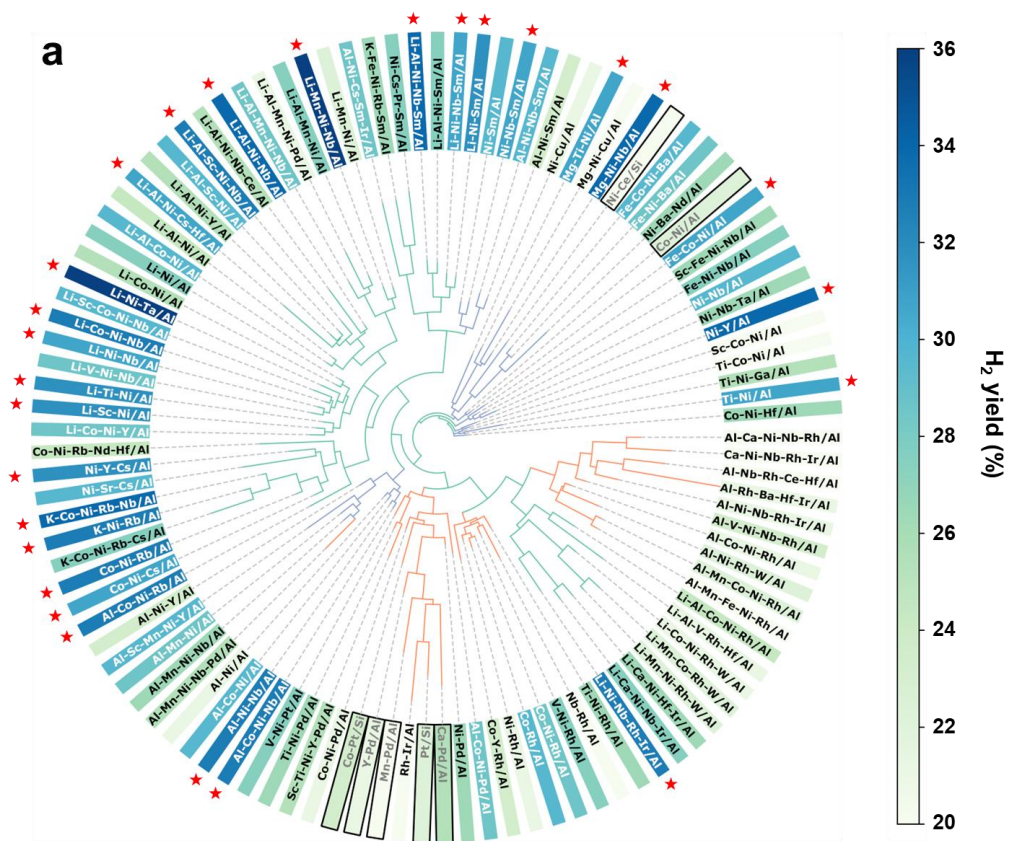 a
Li-Al-Ni-Nb-Sm/Al
Li-Al-Ni-Sm/Al
Li-Ni-Nb-Sm/Al
Li-Ni-Sm/Al
Ni-Sm/Al
Ni-Nb-Sm/Al
Al-Ni-Nb-Sm/Al
Al-Ni-Sm/Al
Ni-Cu/Al
Mg-Ti-Ni/Al
Mg-Ni-Cu/Al
Mg-Ni-Nb/Al
Ni-Ce/Si
Fe-Co-Ni-Ba/Al
Fe-Ni-Ba/Al
Ni-Ba-Nd/Al
Co-Ni/Al
Fe-Co-Ni/Al
Sc-Fe-Ni-Nb/Al
Fe-Ni-Nb/Al
Ni-Nb/Al
Ni-Nb-Ta/Al
Ni-Y/Al
Sc-Co-Ni/Al
Ti-Co-Ni/Al
Ti-Ni-Ga/Al
Ti-Ni/Al
Co-Ni-Hf/Al
Al-Ca-Ni-Nb-Rh/Al
Ca-Ni-Nb-Rh-Ir/Al
Al-Nb-Rh-Ce-Hf/Al
Al-Rh-Ba-Hf-Ir/Al
Al-Ni-Nb-Rh-Ir/Al
Al-V-Ni-Nb-Rh/Al
Al-Co-Ni-Rh/Al
Al-Ni-Rh-W/Al
Al-Mn-Co-Ni-Rh/Al
Al-Mn-Fe-Ni-Rh/Al
Li-Al-Co-Ni-Rh/Al
Li-Al-V-Rh-Hf/Al
Li-Co-Ni-Rh-W/Al
Li-Mn-Co-Rh-W/Al
Li-Mn-Ni-Rh-W/Al
Li-Ca-Ni-Hf-Ir/Al
Li-Ca-Ni-Nb-Ir/Al
Li-Ni-Nb-Rh-Ir/Al
Ti-Ni-Rh/Al
Nb-Rh/Al
V-Ni-Rh/Al
Co-Ni-Rh/Al
Co-Rh/Al
Ni-Rh/Al
Co-Y-Rh/Al
Al-Co-Ni-Pd/Al
Ni-Pd/Al
Ca-Pd/Al
Pt/Si
Rh-Ir/Al
Mn-Pd/Al
Y-Pd/Al
Co-Pt/Si
Co-Ni-Pd/Al
Sc-Ti-Ni-Y-Pd/Al
Ti-Ni-Pd/Al
V-Ni-Pt/Al
Al-Co-Ni-Nb/Al
Al-Ni-Nb/Al
Al-Co-Ni/Al
Al-Ni/Al
Al-Mn-Ni-Nb-Pd/Al
Al-Mn-Ni-Nb/Al
Al-Mn-Ni/Al
Al-Sc-Mn-Ni-Y/Al
Al-Ni-Y/Al
Al-Co-Ni-Rb/Al
Co-Ni-Cs/Al
Co-Ni-Rb/Al
K-Co-Ni-Rb-Cs/Al
K-Ni-Rb/Al
K-Co-Ni-Rb-Nb/Al
Ni-Sr-Cs/Al
Ni-Y-Cs/Al
Co-Ni-Rb-Nd-Hf/Al
Li-Co-Ni-Y/Al
Li-Sc-Ni/Al
Li-Ti-Ni/Al
Li-V-Ni-Nb/Al
Li-Ni-Nb/Al
Li-Co-Ni-Nb/Al
Li-Sc-Co-Ni-Nb/Al
Li-Ni-Ta/Al
Li-Co-Ni/Al
Li-Ni/Al
Li-Al-Co-Ni/Al
Li-Al-Ni/Al
Li-Al-Ni-Cs-Hf/Al
Li-Al-Ni-Y/Al
Li-Al-Sc-Ni/Al
Li-Al-Sc-Ni-Nb/Al
Li-Al-Ni-Nb-Ce/Al
Li-Al-Ni-Nb/Al
Li-Al-Mn-Ni-Nb/Al
Li-Al-Mn-Ni-Pd/Al
Li-Al-Mn-Ni/Al
Li-Mn-Ni-Nb/Al
Li-Mn-Ni/Al
Al-Ni-Cs-Sm-Ir/Al
K-Fe-Ni-Rb-Sm/Al
Ni-Cs-Pr-Sm/Al
36
34
32
30
28
26
24
22
20
H₂ yield (%)